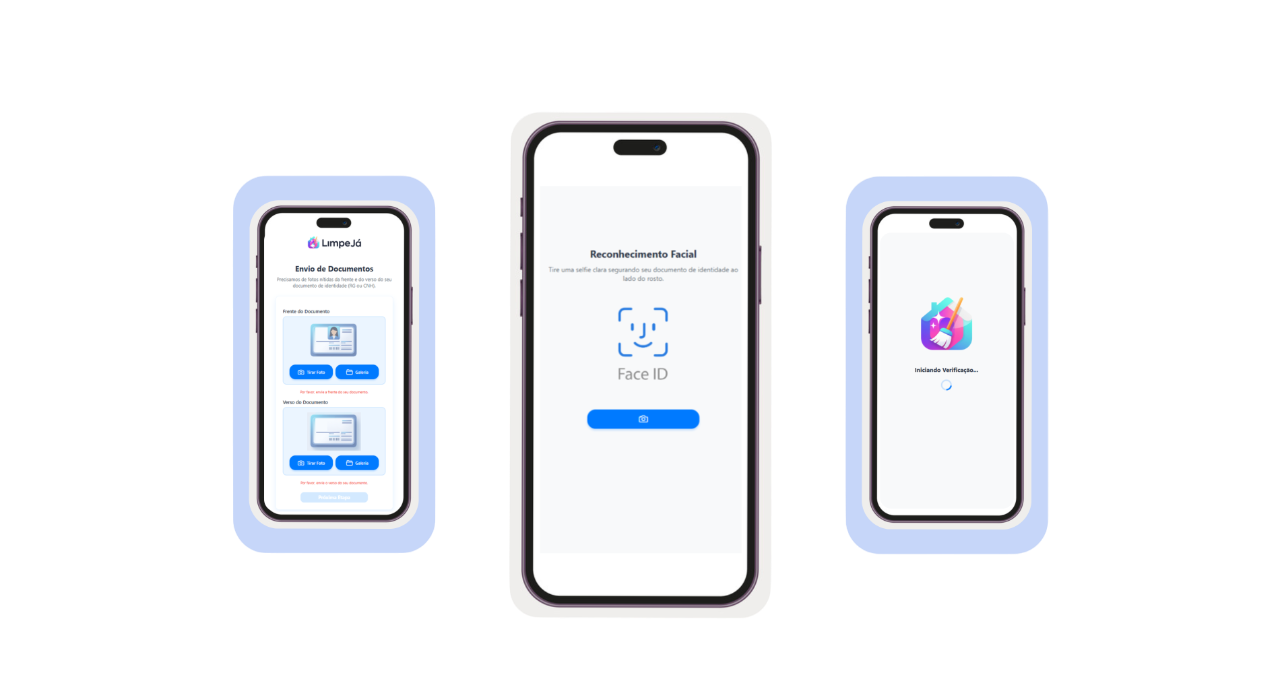 LimpeJá
Envio de Documentos
Precisamos de fotos nítidas da frente e do verso do seu
documento de identidade (RG ou CNH).
Frente do Documento
Tirar Foto
Galeria
Por favor, envie a frente do seu documento.
Verso do Documento
Tirar Foto
Galeria
Por favor, envie o verso do seu documento.
Próxima Etapa
Reconhecimento Facial
Tire uma selfie clara segurando seu documento de identidade ao
lado do rosto.
Face ID
Iniciando Verificação...